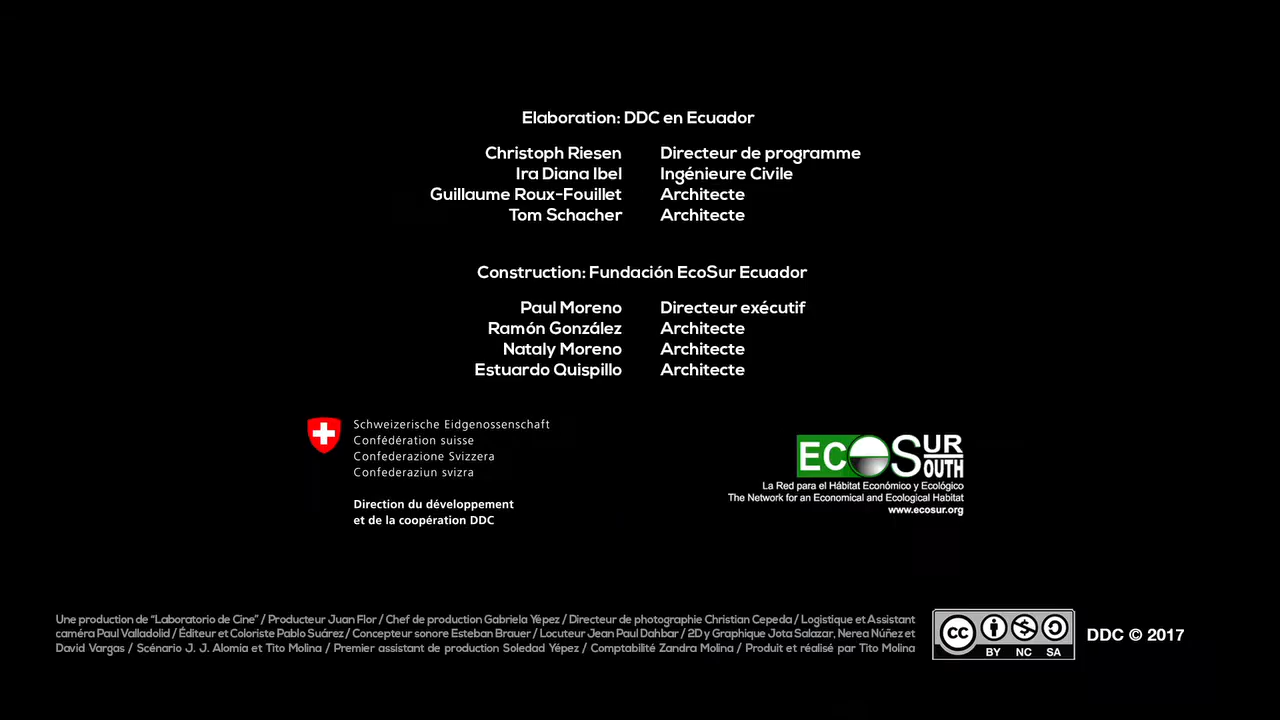 Elaboration: DDC en Ecuador
Christoph Riesen Directeur de programme
Ira Diana Ibel Ingénieure Civile
Guillaume Roux-Fouillet Architecte
Tom Schacher Architecte
Construction: Fundación EcoSur Ecuador
Paul Moreno Directeur exécutif
Ramón González Architecte
Nataly Moreno Architecte
Estuardo Quispillo Architecte
Schweizerische Eidgenossenschaft
Confédération suisse
Confederazione Svizzera
Confederaziun svizra
Direction du développement
et de la coopération DDC
ECOSUR
SOUTH
La Red para el Hábitat Económico y Ecológico
The Network for an Economical and Ecological Habitat
www.ecosur.org
Une production de “Laboratorio de Cine” / Producteur Juan Flor / Chef de production Gabriela Yépez / Directeur de photographie Christian Cepeda / Logistique et Assistant
caméra Paul Valladolid / Éditeur et Coloriste Pablo Suárez / Concepteur sonore Esteban Brauer / Locuteur Jean Paul Dahbar / 2D y Graphique Jota Salazar, Nerea Núñez et
David Vargas / Scénario J. J. Alomia et Tito Molina / Premier assistant de production Soledad Yépez / Comptabilité Zandra Molina / Produit et réalisé par Tito Molina
cc
BY NC SA
DDC © 2017